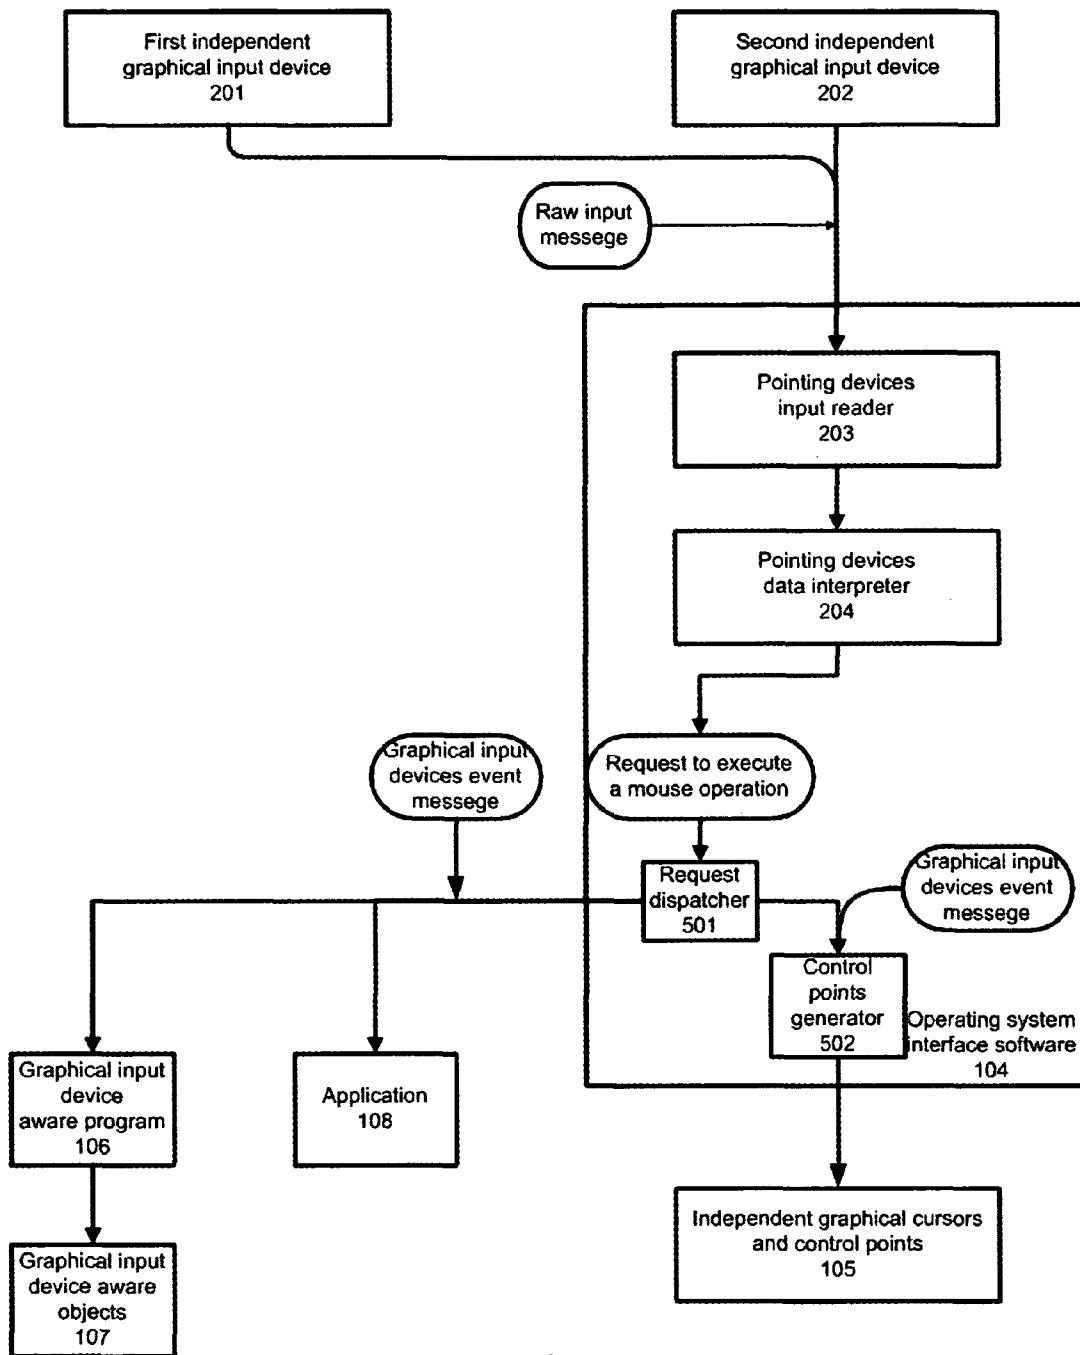 First independent
graphical input device
201
Second independent
graphical input device
202
Raw input
messege
Pointing devices
input reader
203
Pointing devices
data interpreter
204
Graphical input
devices event
messege
Request to execute
a mouse operation
Request
dispatcher
501
Graphical input
devices event
messege
Control
points
generator
502
Operating system
interface software
104
Graphical input
device
aware program
106
Application
108
Independent graphical cursors
and control points
105
Graphical input
device aware
objects
107